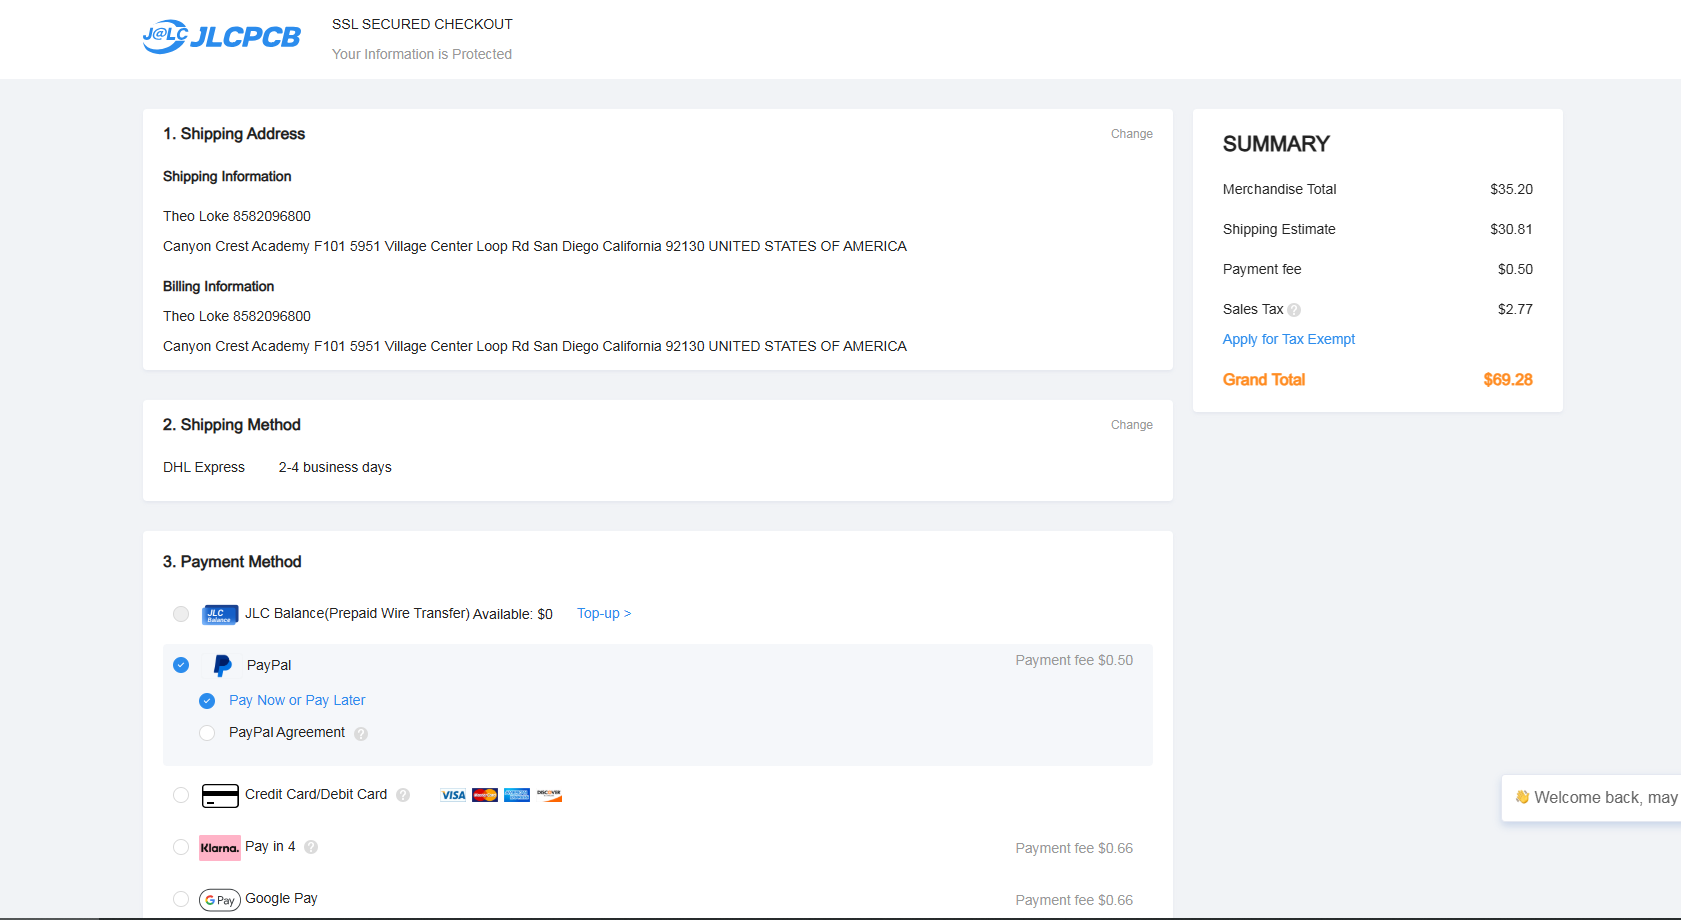 J@LC JLCPCB
SSL SECURED CHECKOUT
Your Information is Protected
1. Shipping Address
Change
Shipping Information
Theo Loke 8582096800
Canyon Crest Academy F101 5951 Village Center Loop Rd San Diego California 92130 UNITED STATES OF AMERICA
Billing Information
Theo Loke 8582096800
Canyon Crest Academy F101 5951 Village Center Loop Rd San Diego California 92130 UNITED STATES OF AMERICA
2. Shipping Method
Change
DHL Express 2-4 business days
3. Payment Method
JLC Balance JLC Balance(Prepaid Wire Transfer) Available: $0 Top-up >
PayPal Payment fee $0.50
Pay Now or Pay Later
PayPal Agreement ?
Credit Card/Debit Card ? VISA MasterCard AMERICAN EXPRESS DISCOVER
Klarna. Pay in 4 ? Payment fee $0.66
G Pay Google Pay Payment fee $0.66
SUMMARY
Merchandise Total $35.20
Shipping Estimate $30.81
Payment fee $0.50
Sales Tax ? $2.77
Apply for Tax Exempt
Grand Total $69.28
👋 Welcome back, may